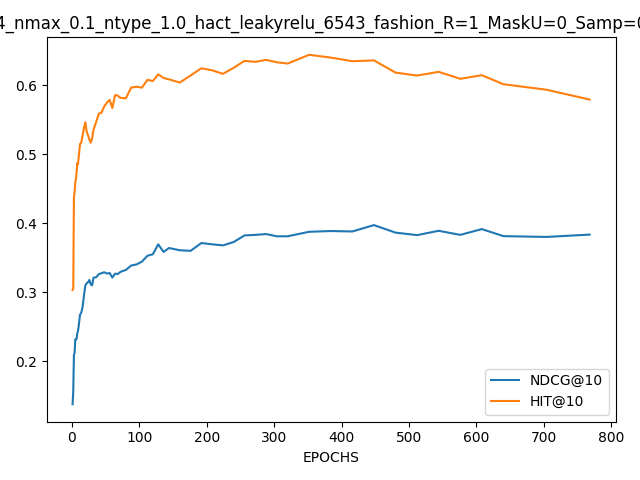 4_nmax_0.1_ntype_1.0_hact_leakyrelu_6543_fashion_R=1_MaskU=0_Samp=0
0.6
0.5
0.4
0.3
0.2
NDCG@10
HIT@10
0 100 200 300 400 500 600 700 800
EPOCHS